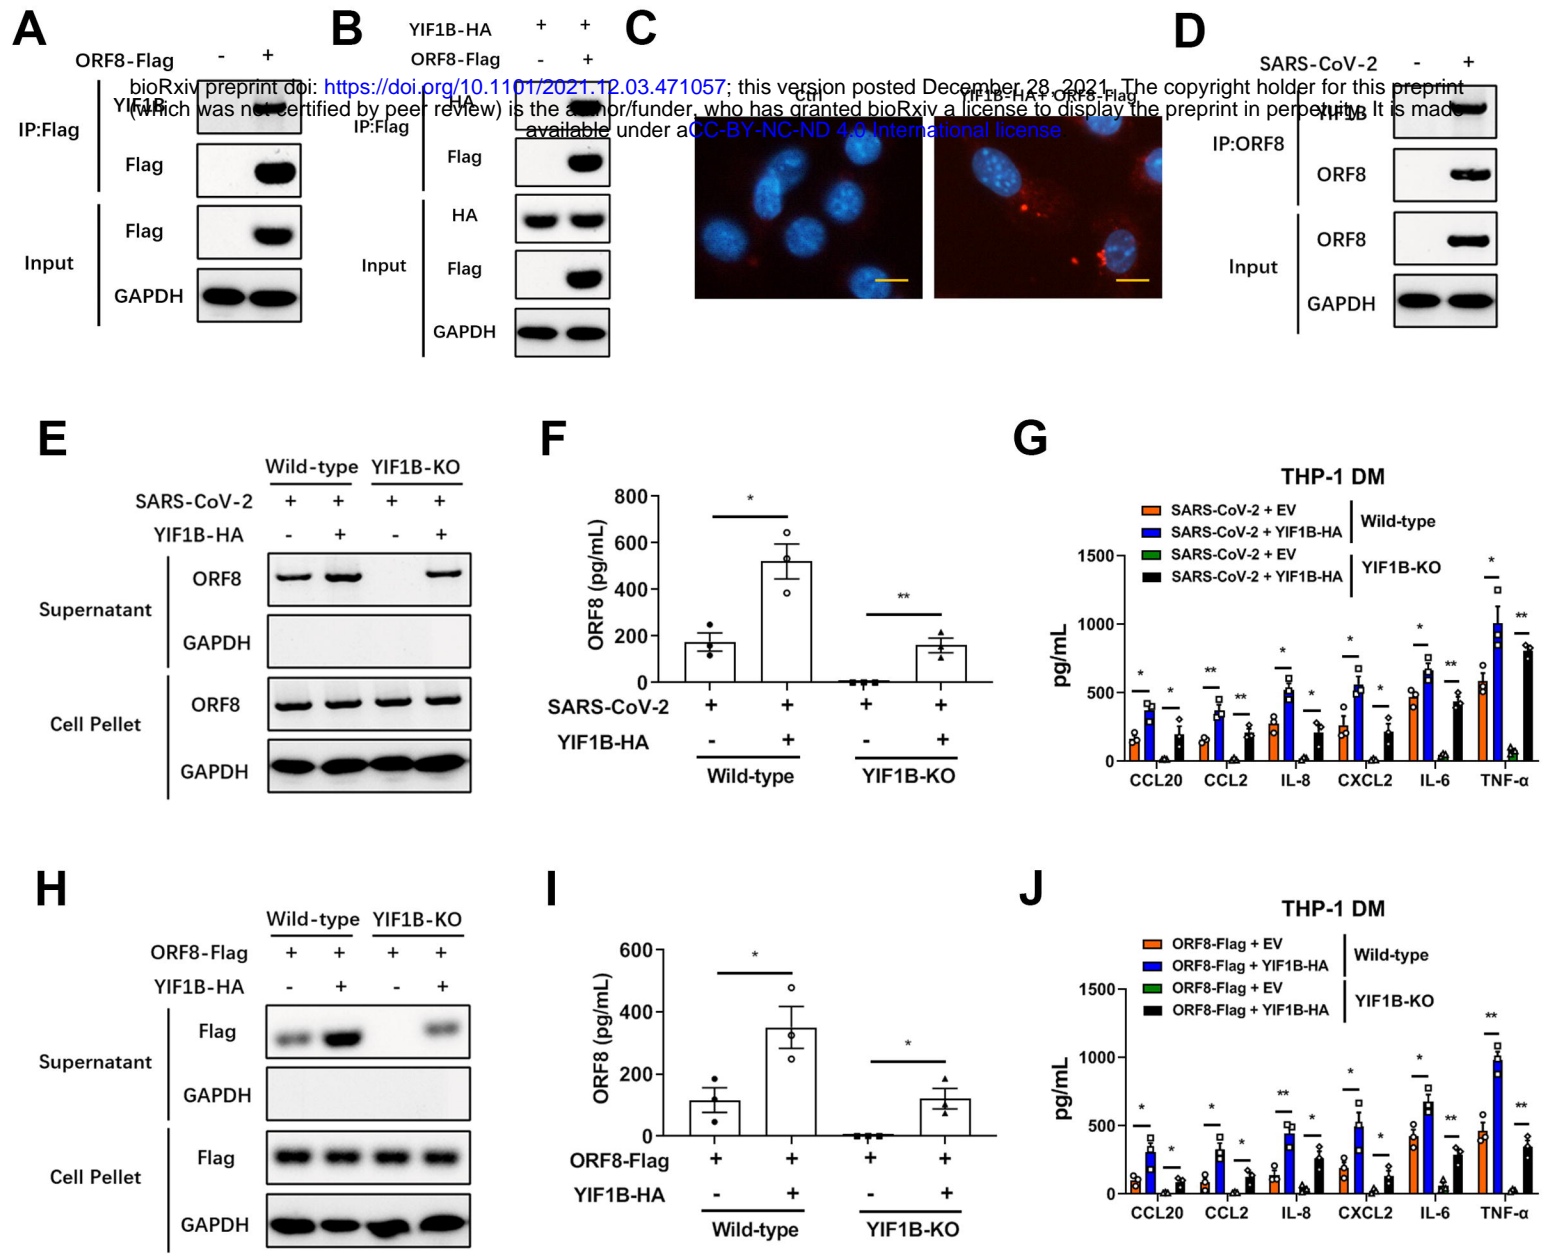 A
ORF8-Flag - +
IP:Flag
YIF1B
Flag
Input
Flag
GAPDH
B
YIF1B-HA + +
ORF8-Flag - +
IP:Flag
HA
Flag
Input
HA
Flag
GAPDH
C
Ctrl
YIF1B-HA+ ORF8-Flag
D
SARS-CoV-2 - +
IP:ORF8
YIF1B
ORF8
Input
ORF8
GAPDH
bioRxiv preprint doi: https://doi.org/10.1101/2021.12.03.471057; this version posted December 28, 2021. The copyright holder for this preprint
(which was not certified by peer review) is the author/funder, who has granted bioRxiv a license to display the preprint in perpetuity. It is made
available under aCC-BY-NC-ND 4.0 International license.
E
Wild-type YIF1B-KO
SARS-CoV-2 + + + +
YIF1B-HA - + - +
Supernatant
ORF8
GAPDH
Cell Pellet
ORF8
GAPDH
F
ORF8 (pg/mL)
800
600
400
200
0
* **
SARS-CoV-2 + + + +
YIF1B-HA - + - +
Wild-type YIF1B-KO
G
THP-1 DM
SARS-CoV-2 + EV
SARS-CoV-2 + YIF1B-HA
Wild-type
SARS-CoV-2 + EV
SARS-CoV-2 + YIF1B-HA
YIF1B-KO
pg/mL
1500
1000
500
0
* * ** ** * * * * * ** * **
CCL20 CCL2 IL-8 CXCL2 IL-6 TNF-α
H
Wild-type YIF1B-KO
ORF8-Flag + + + +
YIF1B-HA - + - +
Supernatant
Flag
GAPDH
Cell Pellet
Flag
GAPDH
I
ORF8 (pg/mL)
600
400
200
0
* *
ORF8-Flag + + + +
YIF1B-HA - + - +
Wild-type YIF1B-KO
J
THP-1 DM
ORF8-Flag + EV
ORF8-Flag + YIF1B-HA
Wild-type
ORF8-Flag + EV
ORF8-Flag + YIF1B-HA
YIF1B-KO
pg/mL
1500
1000
500
0
* * * * ** * * * * ** ** **
CCL20 CCL2 IL-8 CXCL2 IL-6 TNF-α